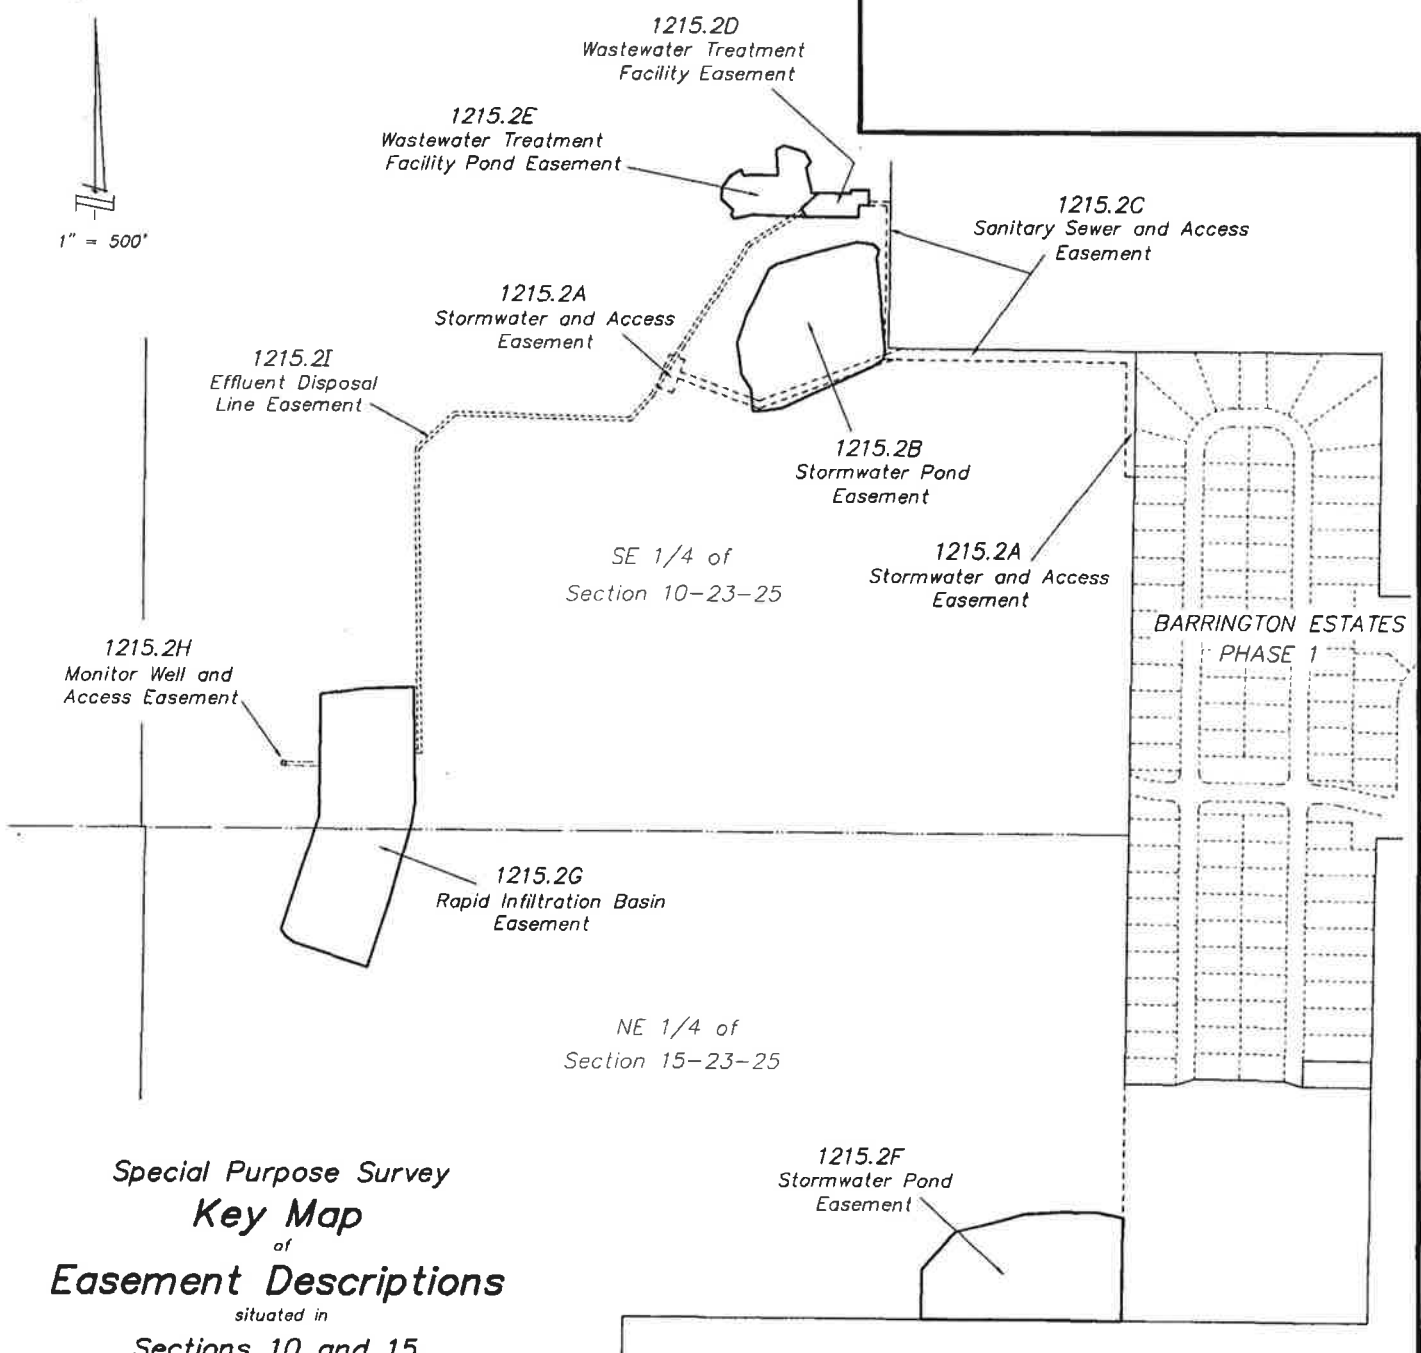 1215.2D
Wastewater Treatment
Facility Easement
1215.2E
Wastewater Treatment
Facility Pond Easement
1" = 500'
1215.2C
Sanitary Sewer and Access
Easement
1215.2A
Stormwater and Access
Easement
1215.2I
Effluent Disposal
Line Easement
1215.2B
Stormwater Pond
Easement
SE 1/4 of
Section 10-23-25
1215.2A
Stormwater and Access
Easement
BARRINGTON ESTATES
PHASE 1
1215.2H
Monitor Well and
Access Easement
1215.2G
Rapid Infiltration Basin
Easement
NE 1/4 of
Section 15-23-25
1215.2F
Stormwater Pond
Easement
Special Purpose Survey
Key Map
of
Easement Descriptions
situated in
Sections 10 and 15